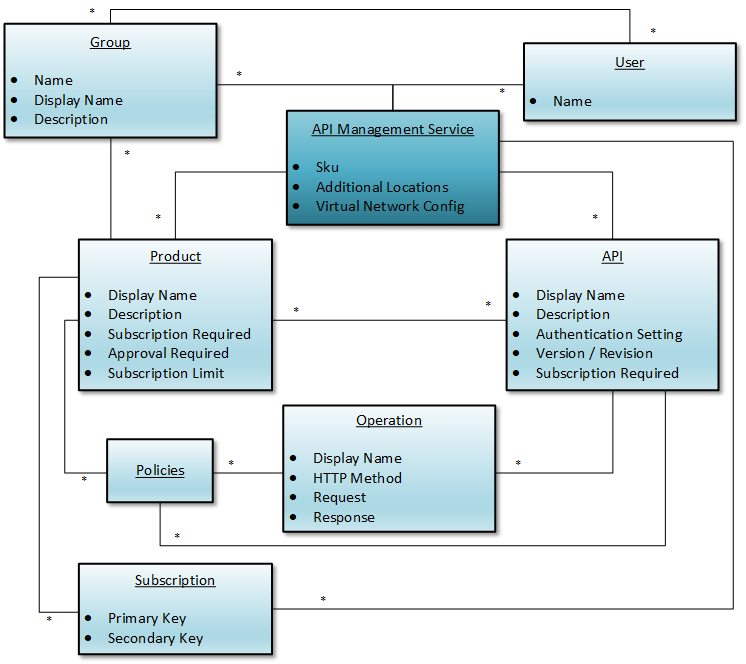 *
*
Group
Name
Display Name
Description
*
*
User
Name
*
API Management Service
Sku
Additional Locations
Virtual Network Config
*
*
*
Product
Display Name
Description
Subscription Required
Approval Required
Subscription Limit
*
*
API
Display Name
Description
Authentication Setting
Version / Revision
Subscription Required
Operation
Display Name
HTTP Method
Request
Response
*
*
Policies
*
*
Subscription
Primary Key
Secondary Key
*
*